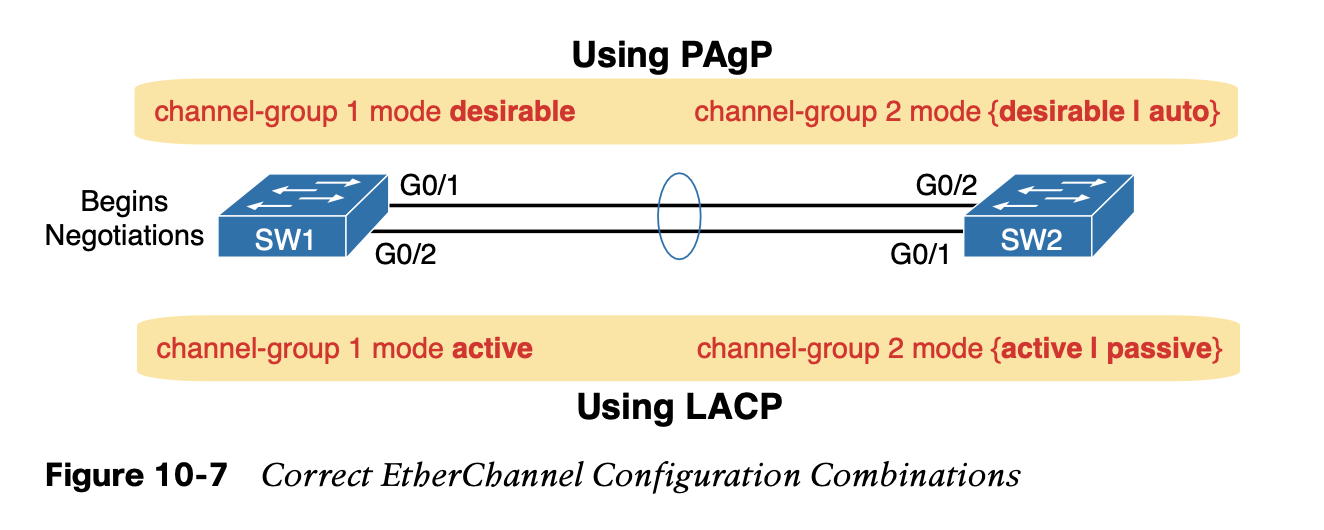 Using PAgP
channel-group 1 mode desirable
channel-group 2 mode {desirable | auto}
Begins
Negotiations
SW1
G0/1
G0/2
G0/2
G0/1
SW2
channel-group 1 mode active
channel-group 2 mode {active | passive}
Using LACP
Figure 10-7 Correct EtherChannel Configuration Combinations